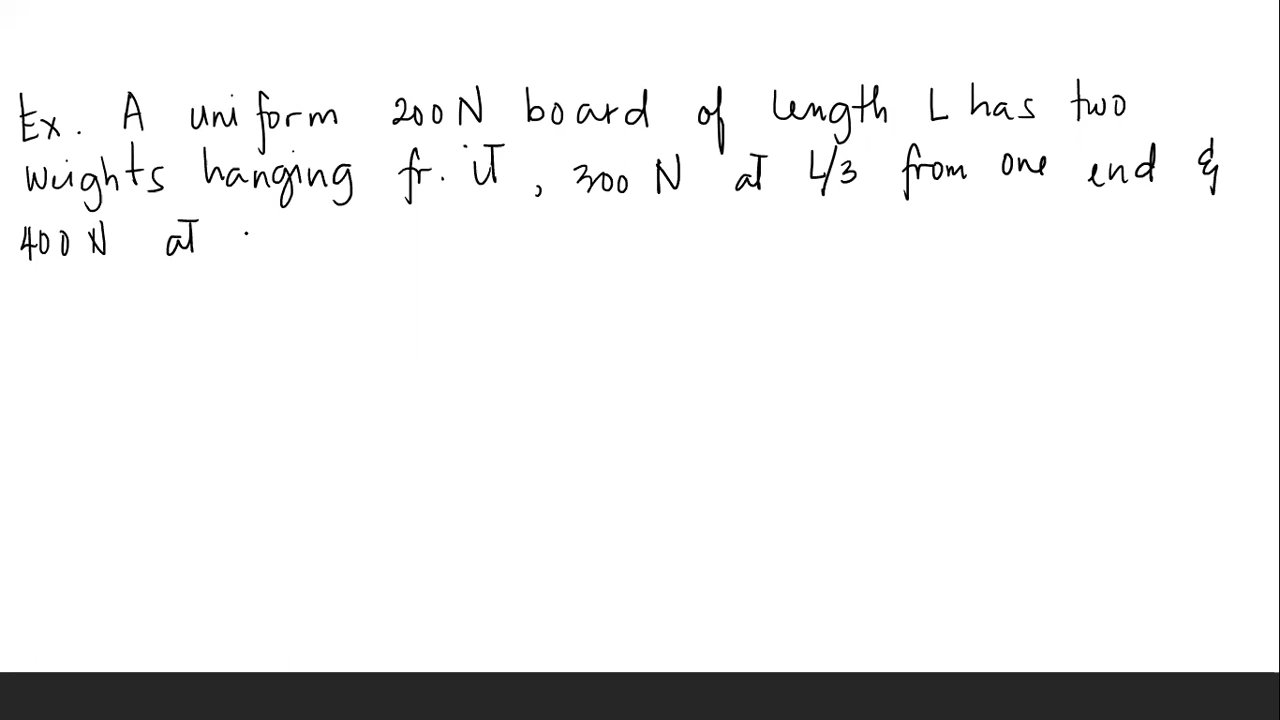 Ex. A uniform 200 N board of length L has two
weights hanging fr. it, 300 N at L/3 from one end &
400 N at